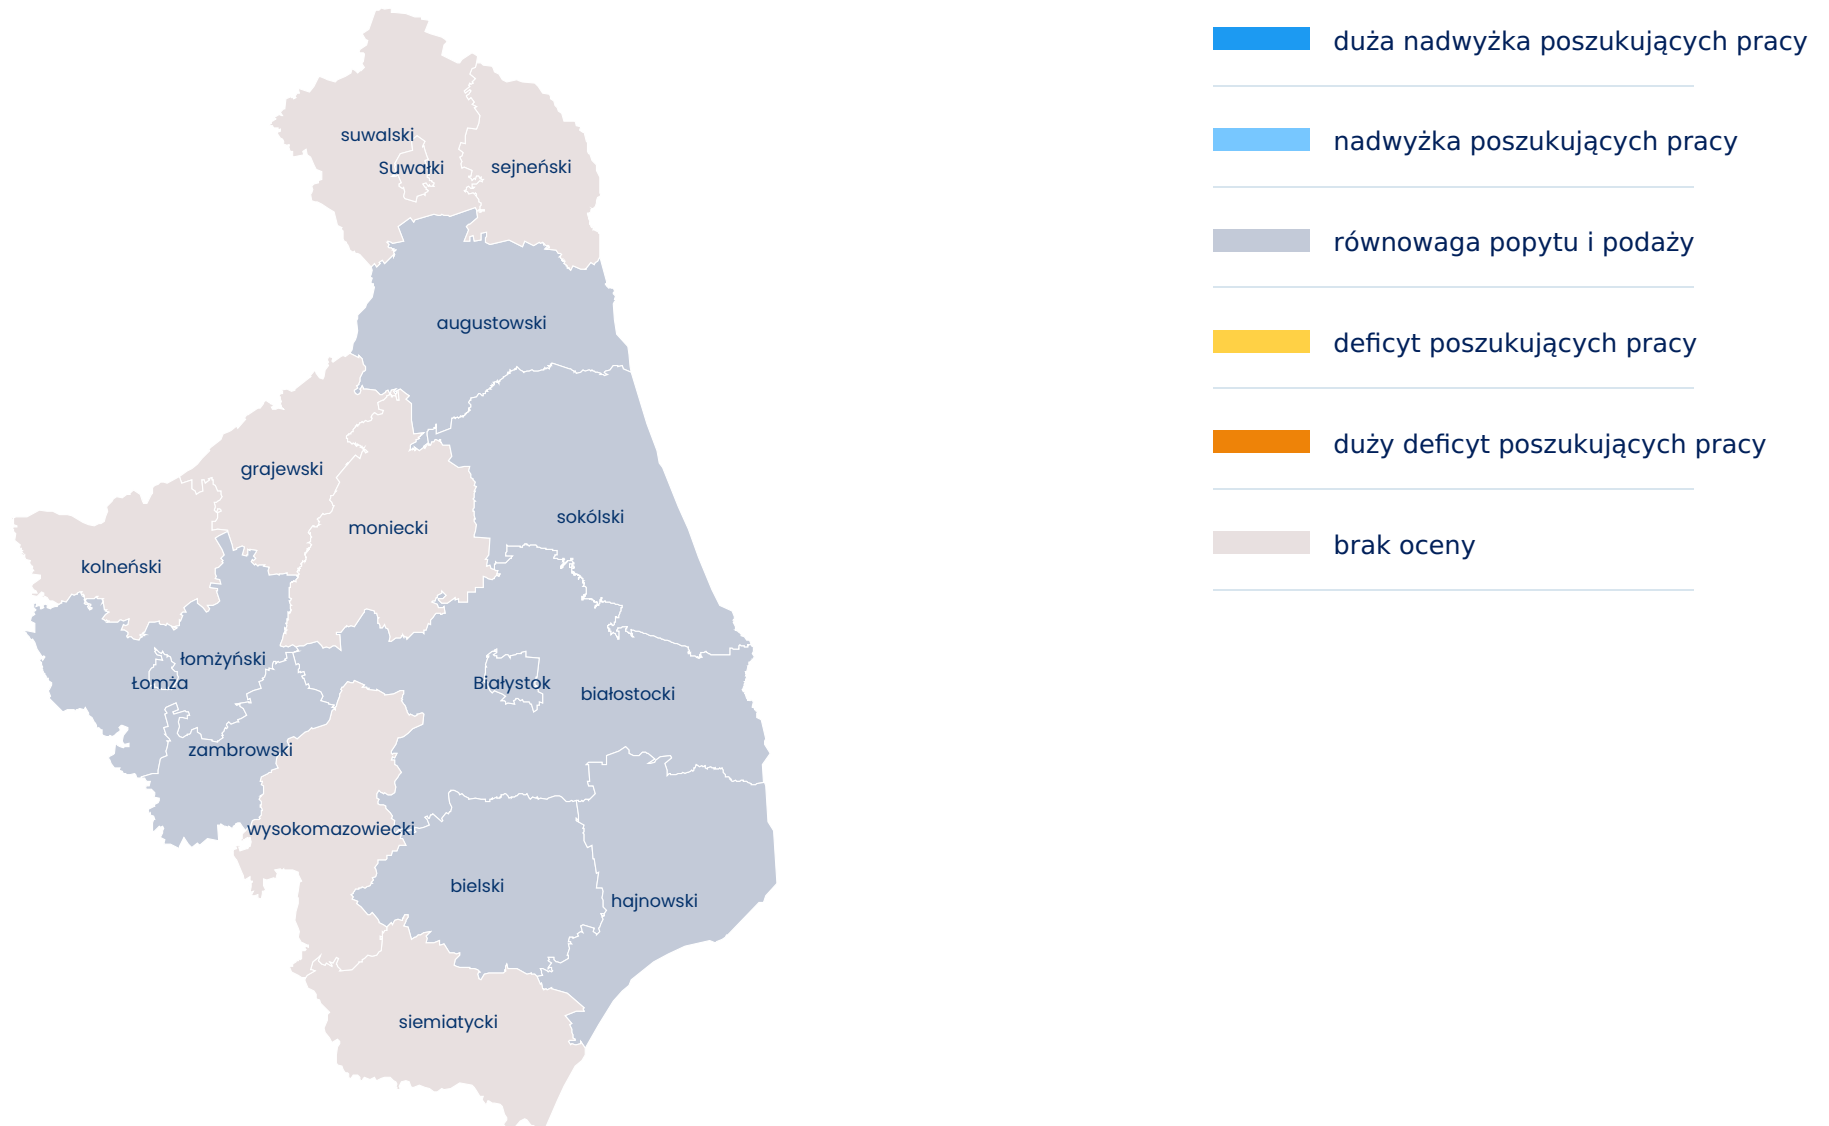 suwalski
Suwałki
sejneński
augustowski
grajewski
moniecki
sokólski
kolneński
łomżyński
Łomża
Białystok
białostocki
zambrowski
wysokomazowiecki
bielski
hajnowski
siemiatycki
duża nadwyżka poszukujących pracy
nadwyżka poszukujących pracy
równowaga popytu i podaży
deficyt poszukujących pracy
duży deficyt poszukujących pracy
brak oceny